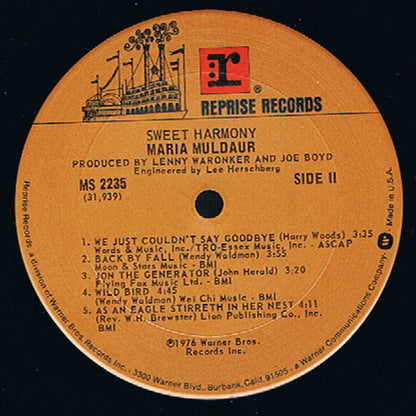 r
®
REPRISE RECORDS
SWEET HARMONY
MARIA MULDAUR
PRODUCED BY LENNY WARONKER AND JOE BOYD
Engineered by Lee Herschberg
MS 2235
SIDE II
(31,939)
1. WE JUST COULDN'T SAY GOODBYE (Harry Woods) 3:35
Words & Music, Inc./TRO-Essex Music, Inc. - ASCAP
2. BACK BY FALL (Wendy Waldman) 3:55
Moon & Stars Music - BMI
3. JON THE GENERATOR (John Herald) 3:20
Flying Fox Music Ltd. - BMI
4. WILD BIRD 4:45
(Wendy Waldman) Wei Chi Music - BMI
5. AS AN EAGLE STIRRETH IN HER NEST 4:11
(Rev. W.H. Brewster) Lion Publishing Co., Inc.
BMI
℗1976 Warner Bros.
Records Inc.
Reprise Records, a division of Warner Bros. Records Inc. - 3300 Warner Blvd., Burbank, Calif. 91505 - a Warner Communications Company. W Made in U.S.A.